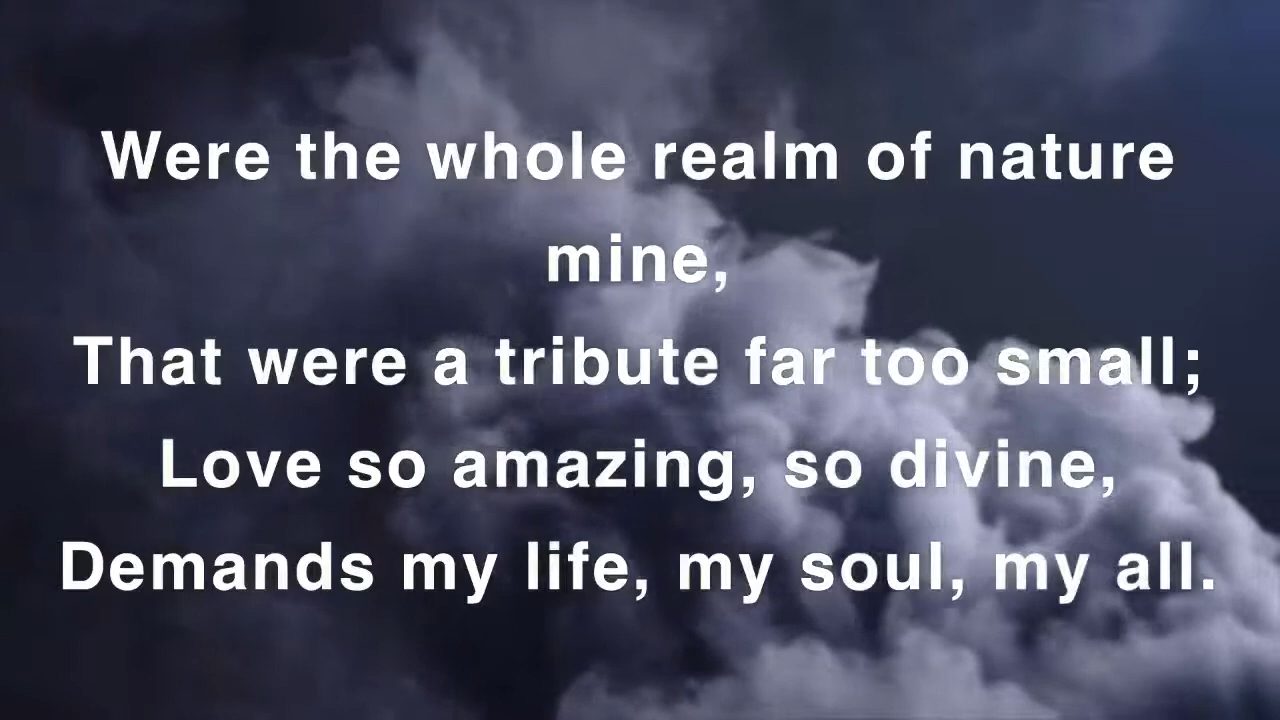 Were the whole realm of nature
mine,
That were a tribute far too small;
Love so amazing, so divine,
Demands my life, my soul, my all.